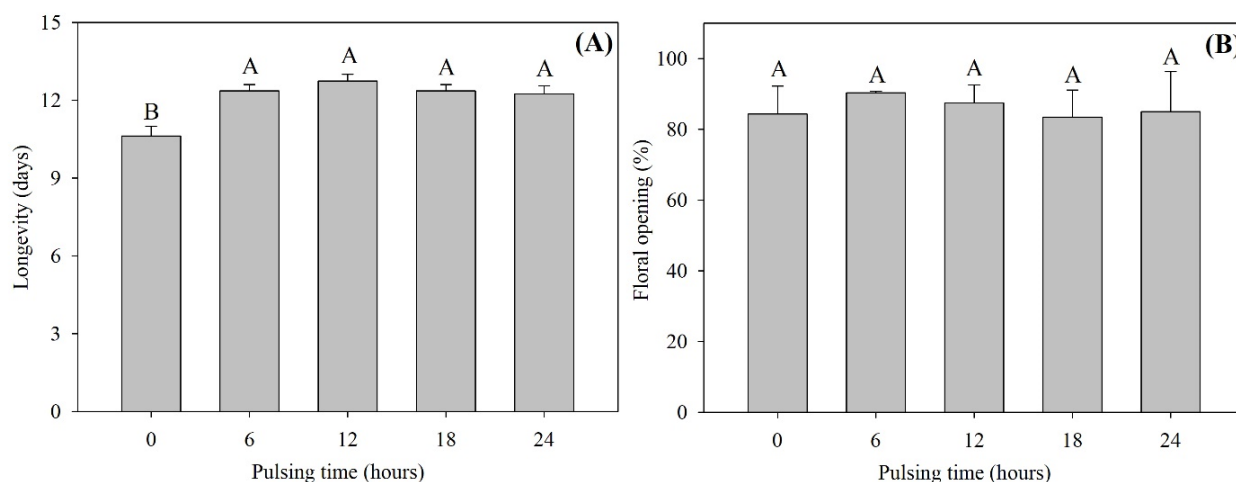 15
12
9
6
3
0
Longevity (days)
B
A
A
A
A
(A)
0 6 12 18 24
Pulsing time (hours)
100
80
60
40
20
0
Floral opening (%)
A
A
A
A
A
(B)
0 6 12 18 24
Pulsing time (hours)